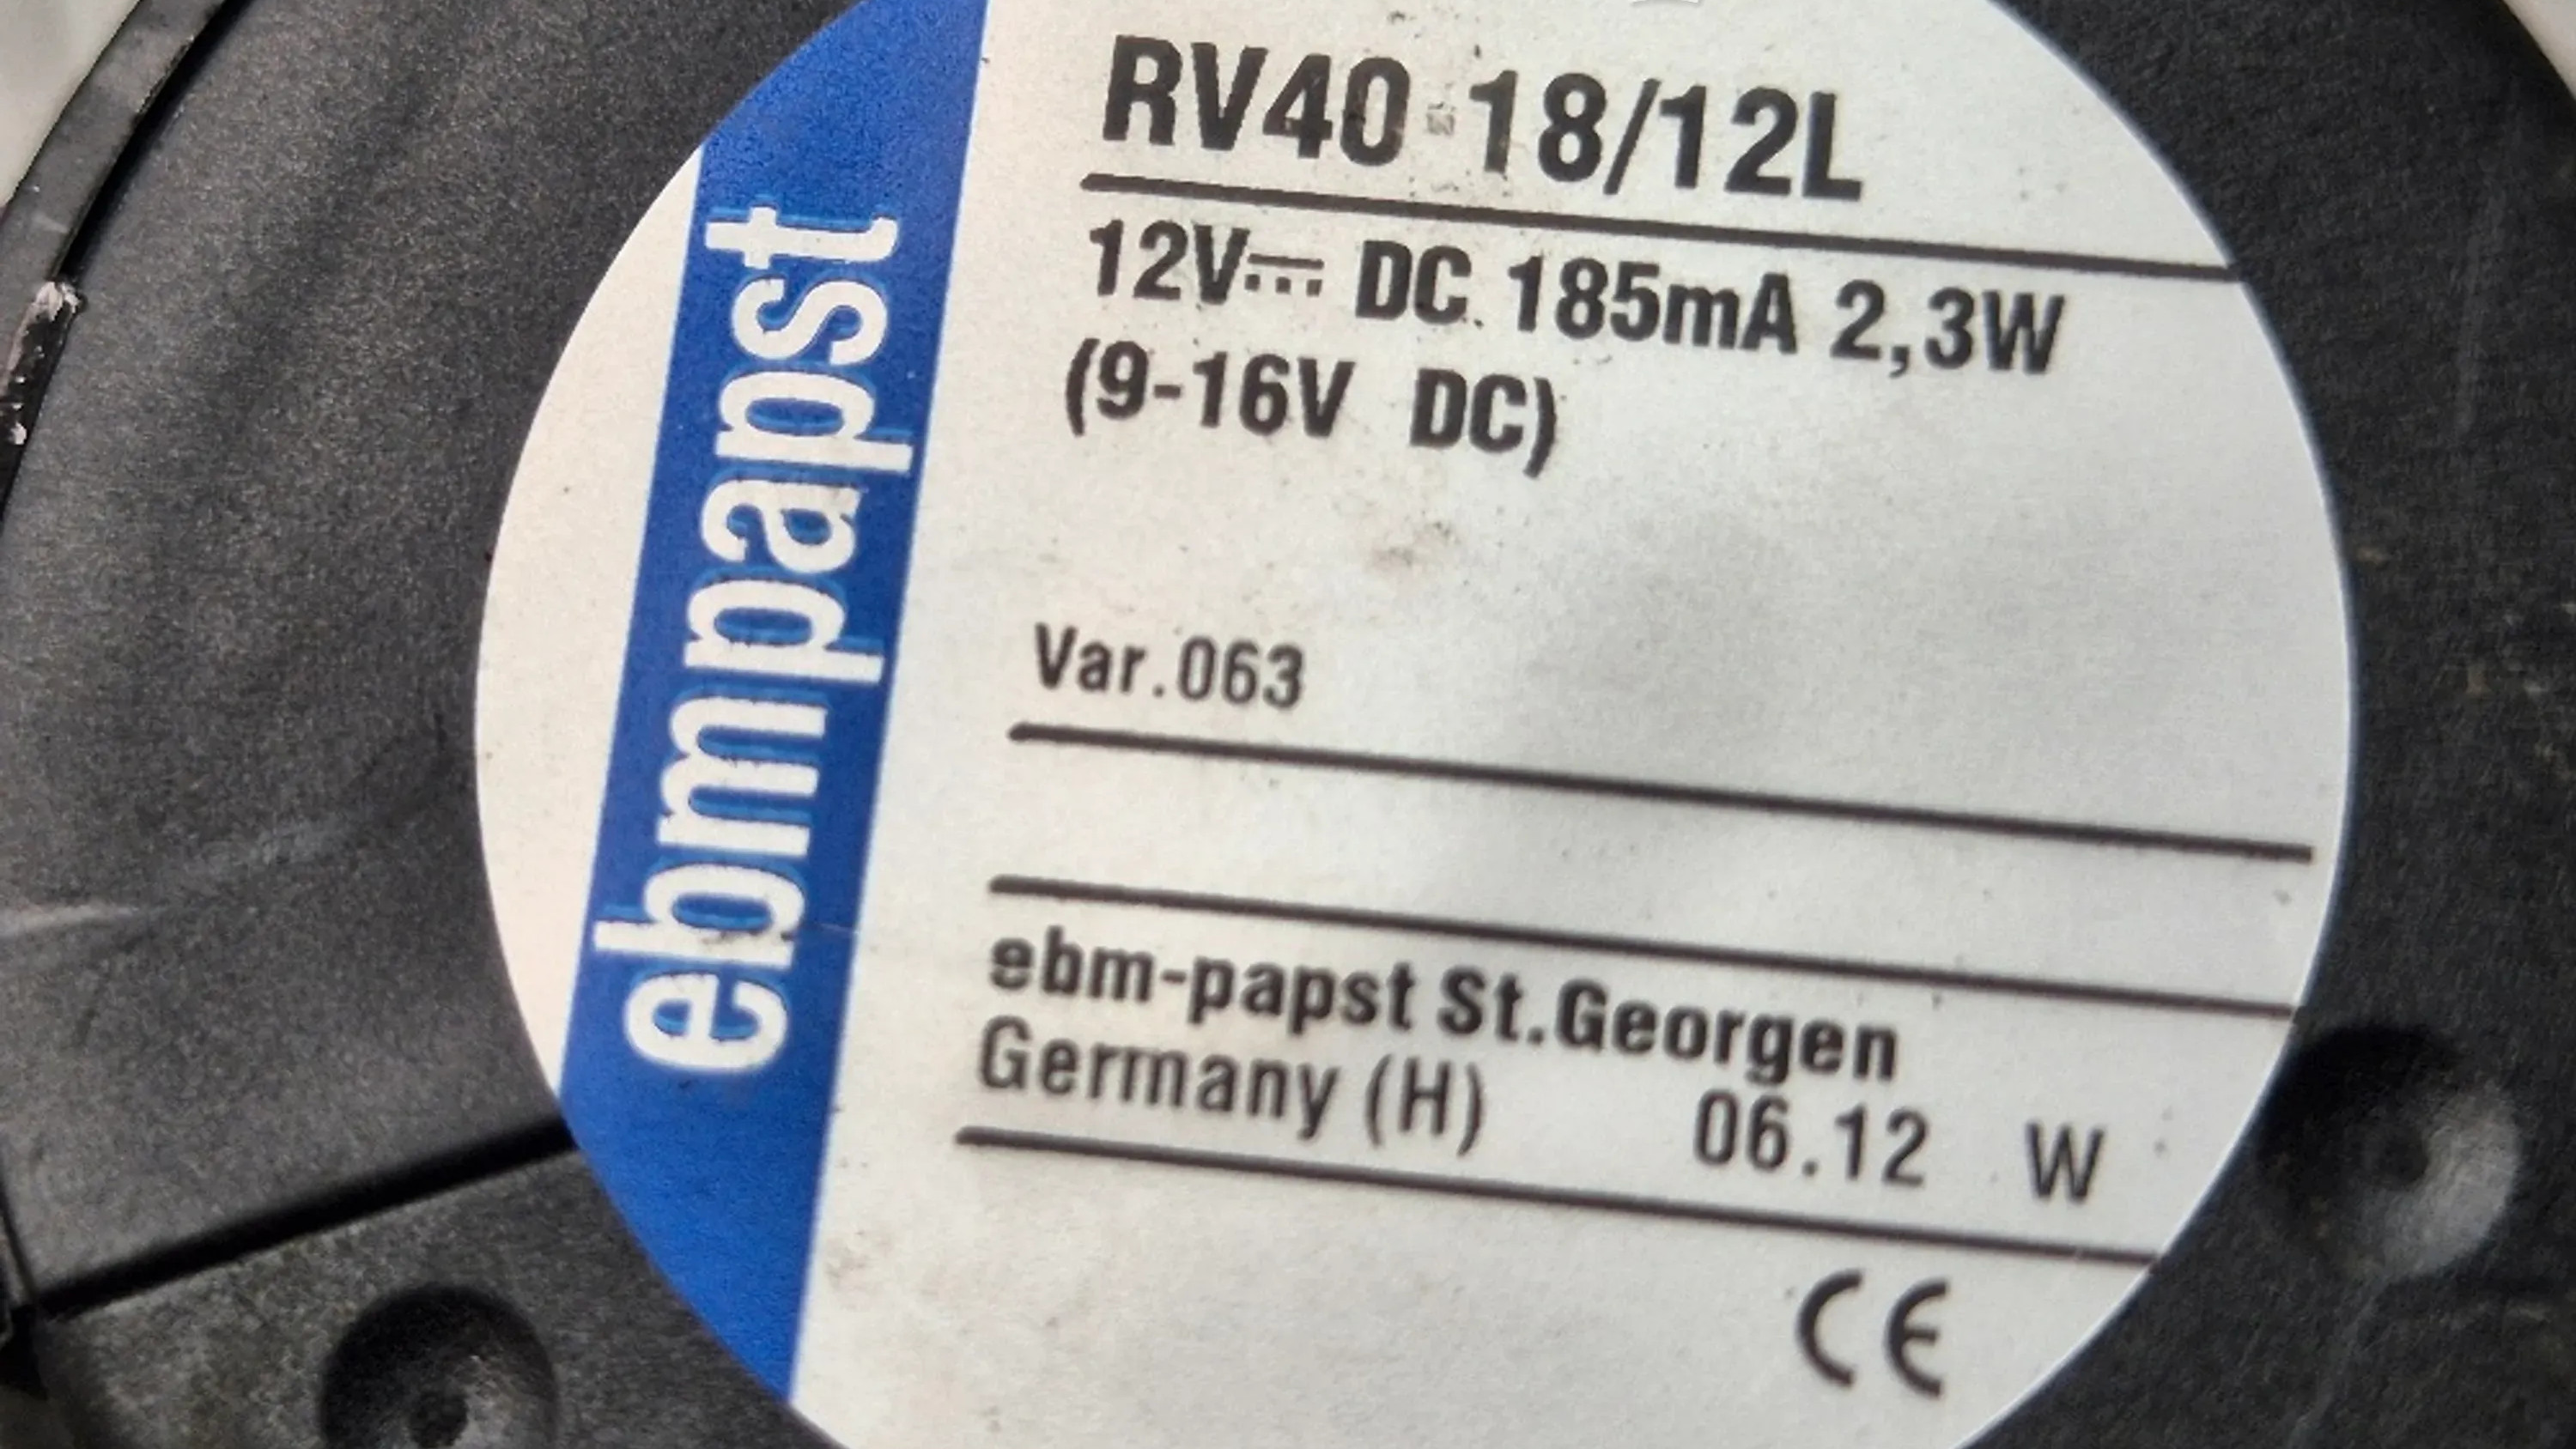 ebmpapst
RV40-18/12L
12V⎓ DC 185mA 2,3W
(9-16V DC)
Var.063
ebm-papst St.Georgen
Germany (H) 06.12 W
CE